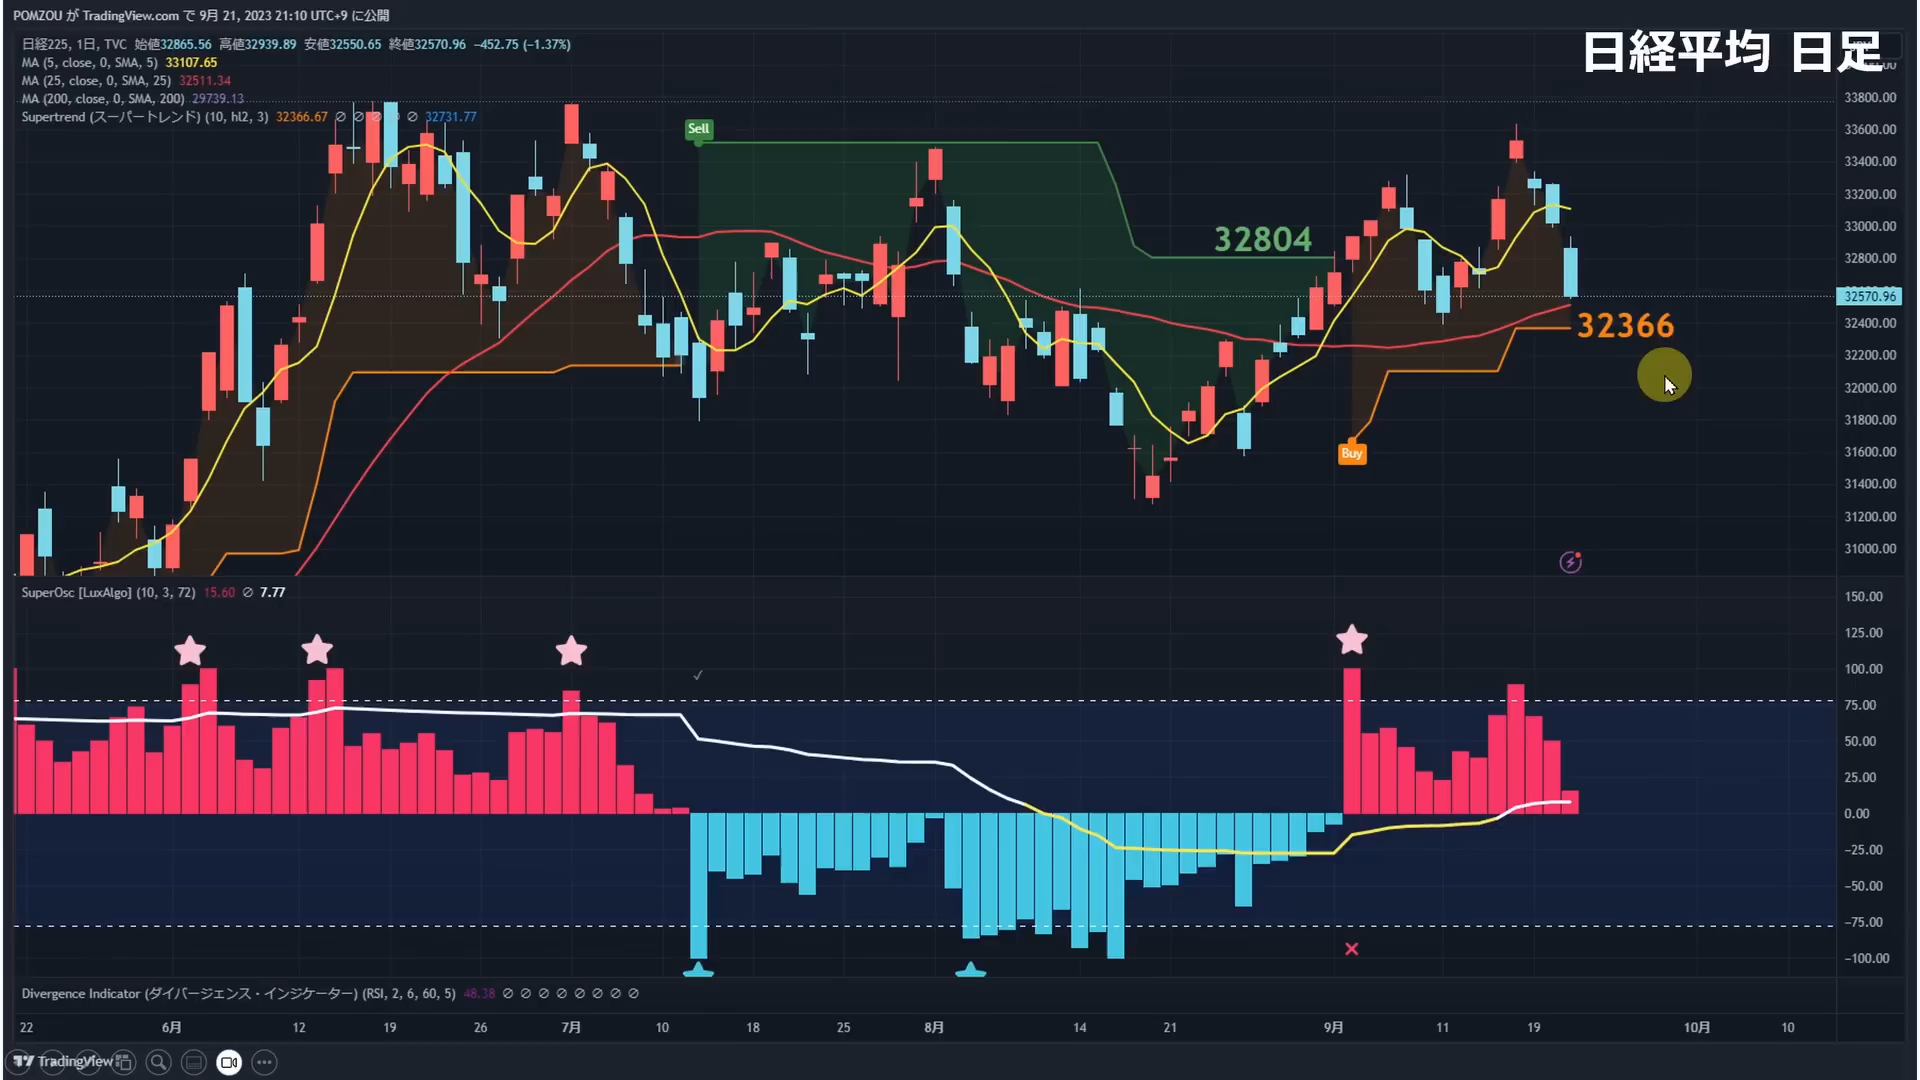 POMZOU が TradingView.com で 9月 21, 2023 21:10 UTC+9 に公開
日経225, 1日, TVC 始値32865.56 高値32939.89 安値32550.65 終値32570.96 −452.75 (−1.37%)
MA (5, close, 0, SMA, 5) 33107.65
MA (25, close, 0, SMA, 25) 32511.34
MA (200, close, 0, SMA, 200) 29739.13
Supertrend (スーパートレンド) (10, hl2, 3) 32366.67 ∅ ∅ ∅ ∅ ∅ 32731.77
日経平均 日足
33800.00
33600.00
33400.00
33200.00
33000.00
32800.00
32570.96
32400.00
32200.00
32000.00
31800.00
31600.00
31400.00
31200.00
31000.00
Sell
32804
32366
Buy
SuperOsc [LuxAlgo] (10, 3, 72) 15.60 ∅ 7.77
150.00
125.00
100.00
75.00
50.00
25.00
0.00
−25.00
−50.00
−75.00
−100.00
Divergence Indicator (ダイバージェンス・インジケーター) (RSI, 2, 6, 60, 5) 48.38 ∅ ∅ ∅ ∅ ∅ ∅ ∅ ∅
22 6月 12 19 26 7月 10 18 25 8月 14 21 9月 11 19 10月 10
TradingView